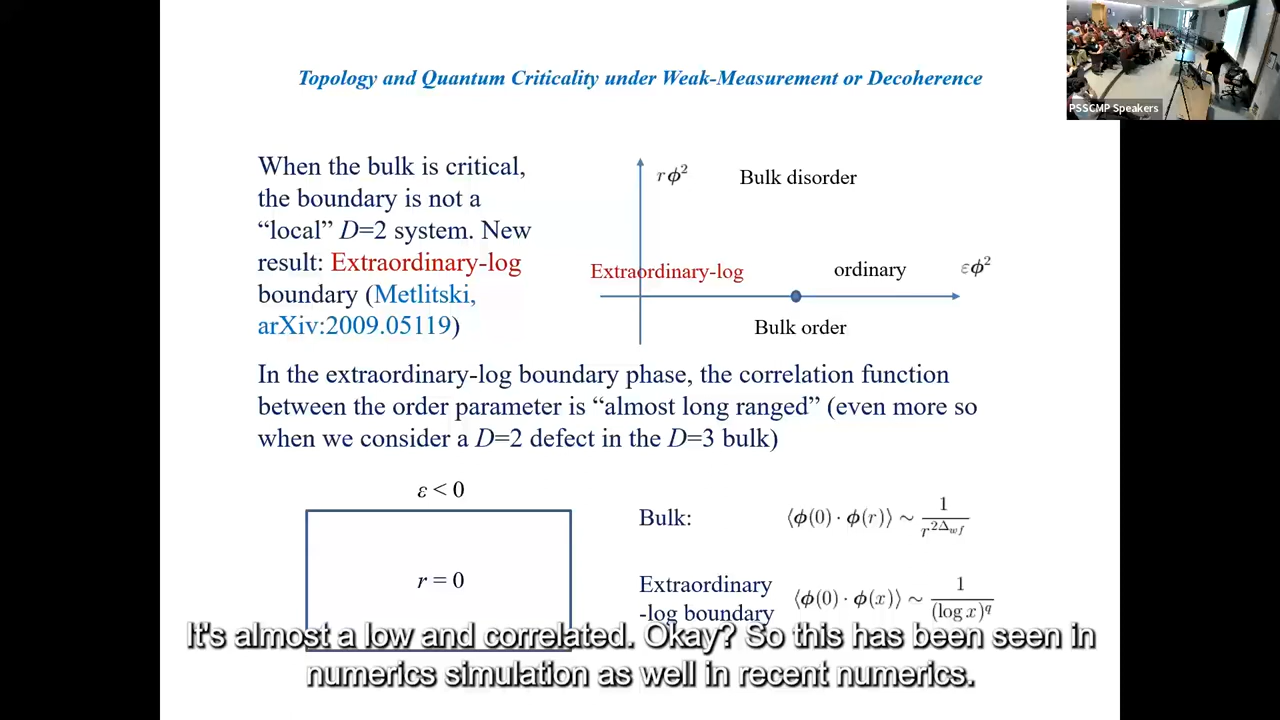 Topology and Quantum Criticality under Weak-Measurement or Decoherence
PSSCMP Speakers
When the bulk is critical,
the boundary is not a
“local” D=2 system. New
result: Extraordinary-log
boundary (Metlitski,
arXiv:2009.05119)
rϕ²
Bulk disorder
Extraordinary-log
ordinary
εϕ²
Bulk order
In the extraordinary-log boundary phase, the correlation function
between the order parameter is “almost long ranged” (even more so
when we consider a D=2 defect in the D=3 bulk)
ε < 0
r = 0
Bulk:
⟨ϕ(0) · ϕ(r)⟩ ~ 1/r^{2Δ_{wf}}
Extraordinary
-log boundary
⟨ϕ(0) · ϕ(x)⟩ ~ 1/(log x)^q
It's almost a low and correlated. Okay? So this has been seen in
numerics simulation as well in recent numerics.